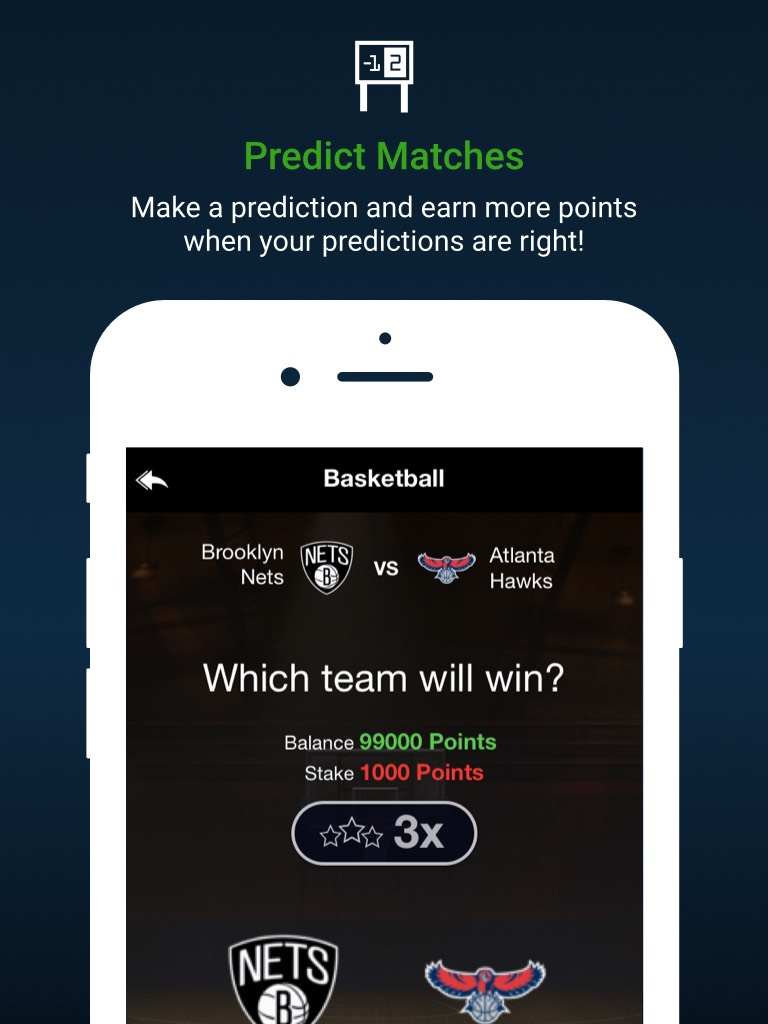 -1 2
Predict Matches
Make a prediction and earn more points
when your predictions are right!
Basketball
Brooklyn
Nets
NETS
B
vs
Atlanta
Hawks
Which team will win?
Balance 99000 Points
Stake 1000 Points
3x
NETS
B